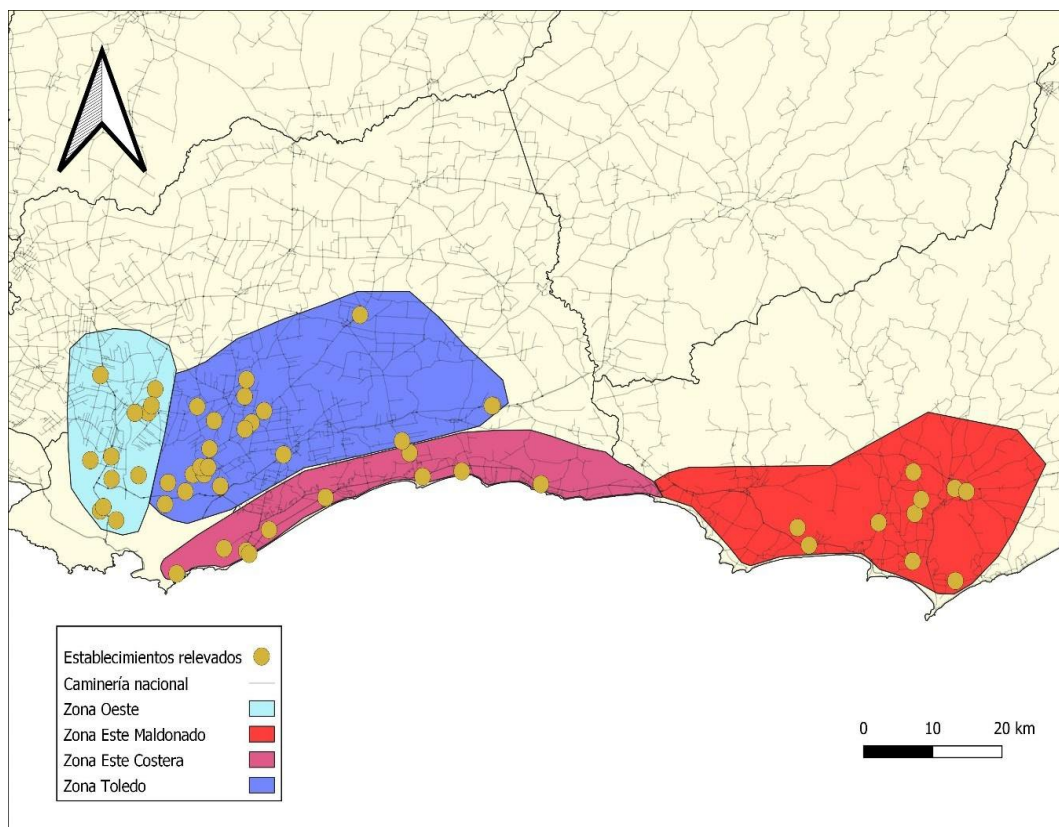 Establecimientos relevados
Caminería nacional
Zona Oeste
Zona Este Maldonado
Zona Este Costera
Zona Toledo
0 10 20 km